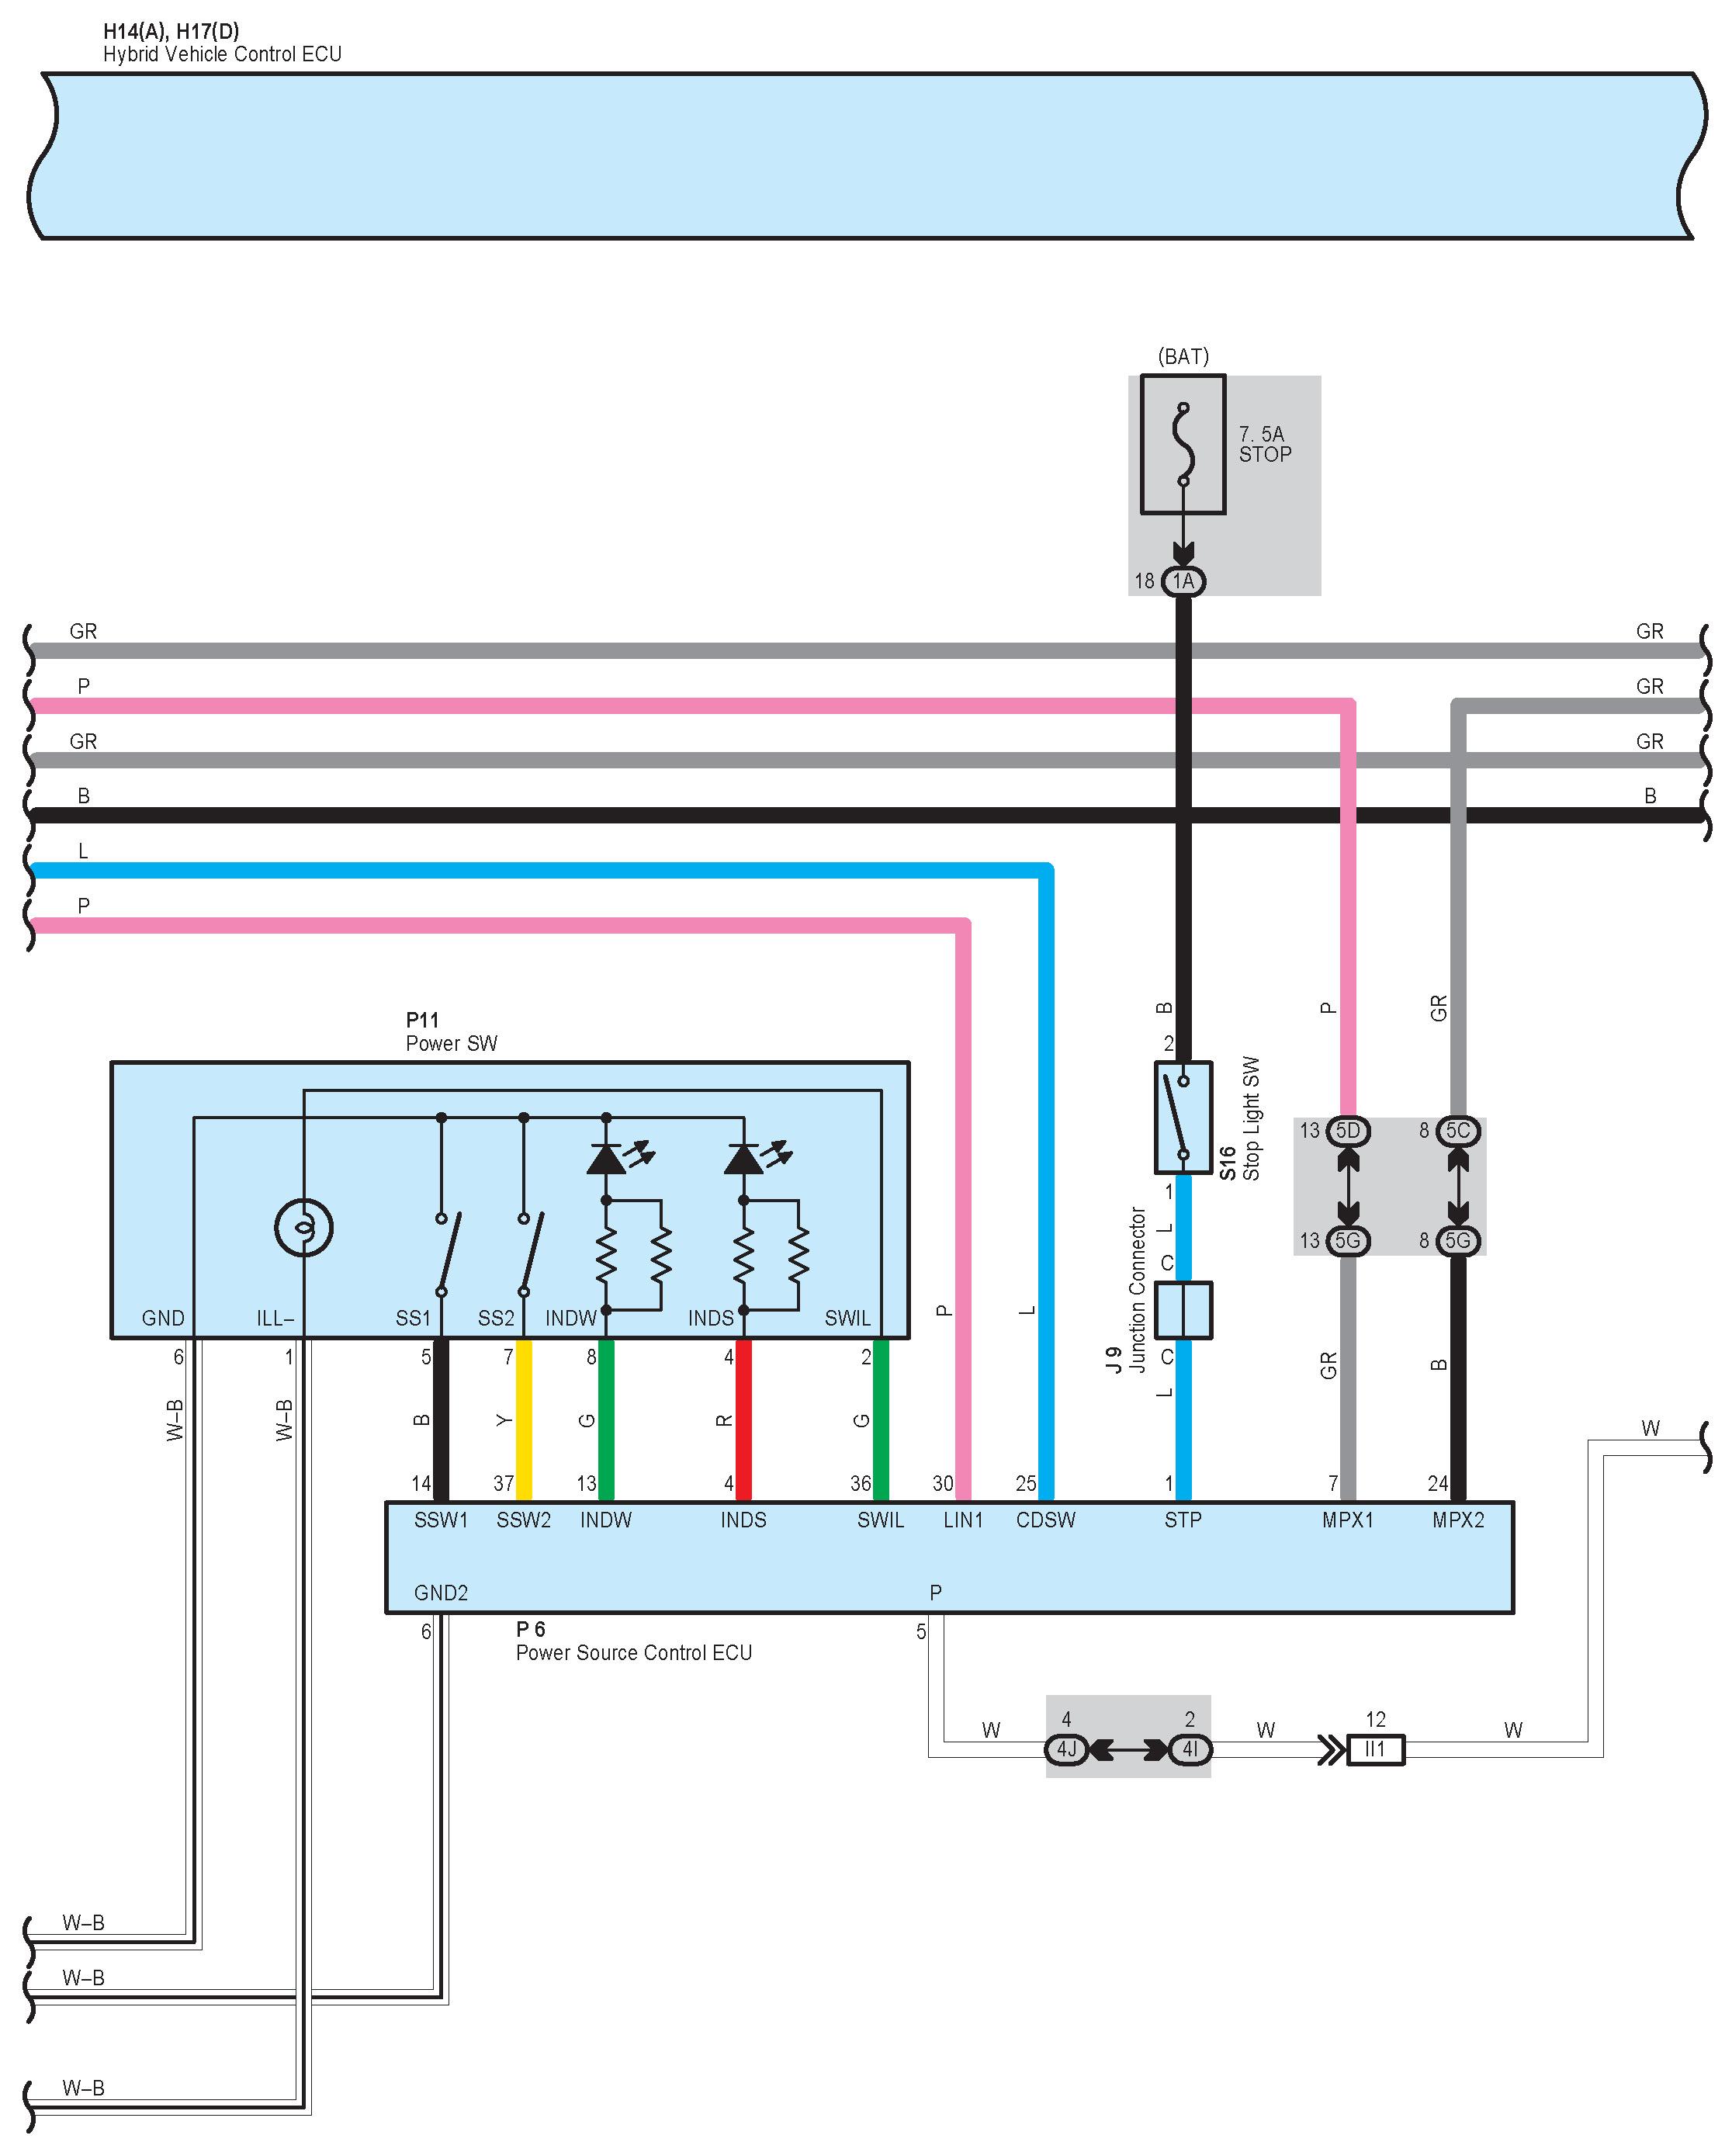 H14(A), H17(D)
Hybrid Vehicle Control ECU
(BAT)
7. 5A
STOP
18 1A
GR GR
P GR
GR GR
B B
L
P
B
P
GR
P11
Power SW
2
S16
Stop Light SW
13 5D 8 5C
1
L
C
13 5G 8 5G
J 9
Junction Connector
P
L
GND ILL– SS1 SS2 INDW INDS SWIL
6 1 5 7 8 4 2
C
W–B W–B B Y G R G
L
GR
B
W
14 37 13 4 36 30 25 1 7 24
SSW1 SSW2 INDW INDS SWIL LIN1 CDSW STP MPX1 MPX2
GND2 P
6 5
P 6
Power Source Control ECU
4 2 12
W W W
4J 4I II1
W–B
W–B
W–B